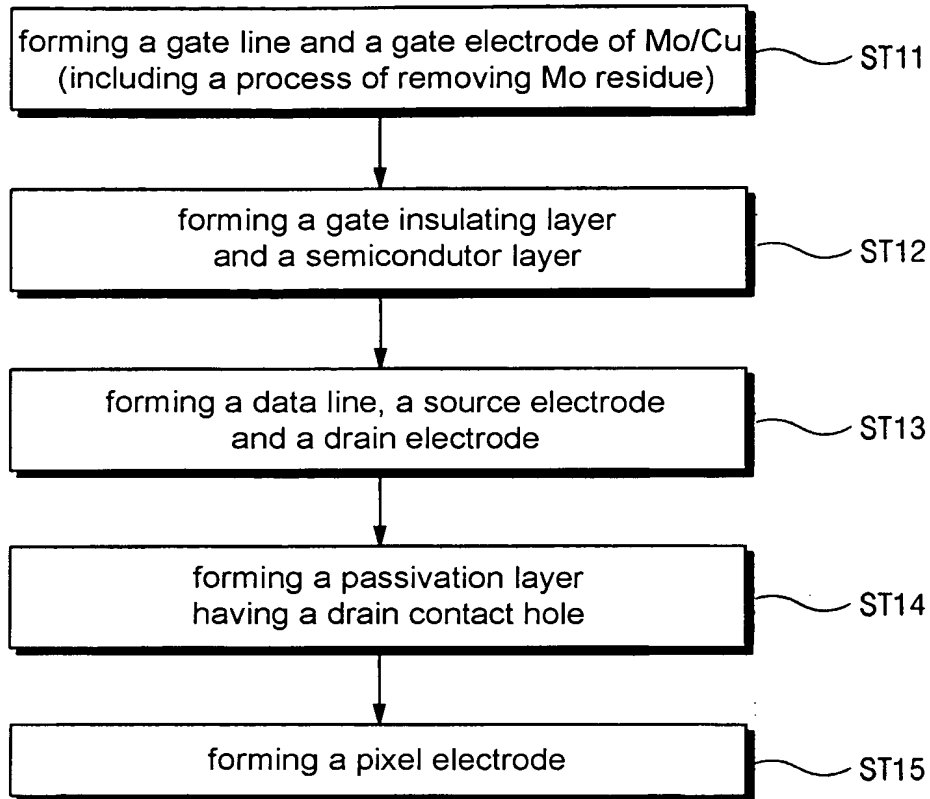 forming a gate line and a gate electrode of Mo/Cu
(including a process of removing Mo residue)
ST11
forming a gate insulating layer
and a semicondutor layer
ST12
forming a data line, a source electrode
and a drain electrode
ST13
forming a passivation layer
having a drain contact hole
ST14
forming a pixel electrode
ST15